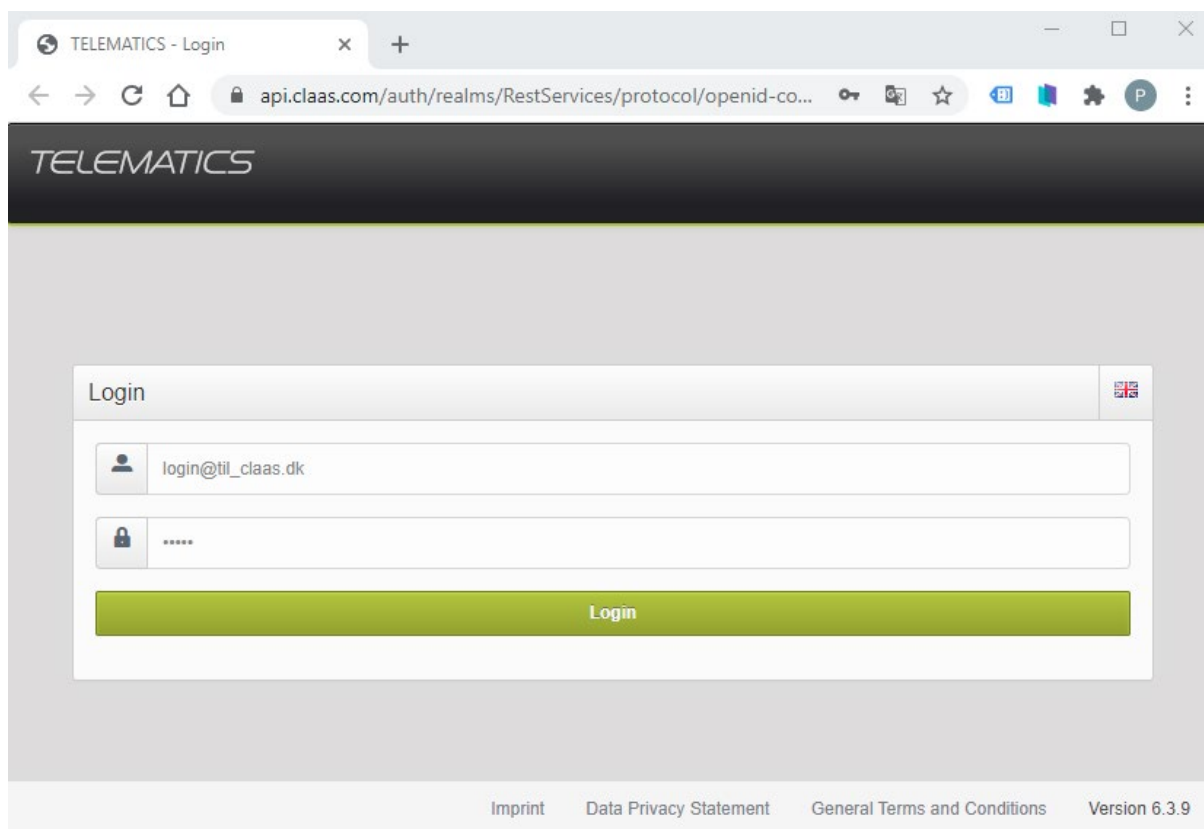 TELEMATICS - Login
api.claas.com/auth/realms/RestServices/protocol/openid-co...
P
TELEMATICS
Login
login@til_claas.dk
•••••
Login
Imprint Data Privacy Statement General Terms and Conditions Version 6.3.9